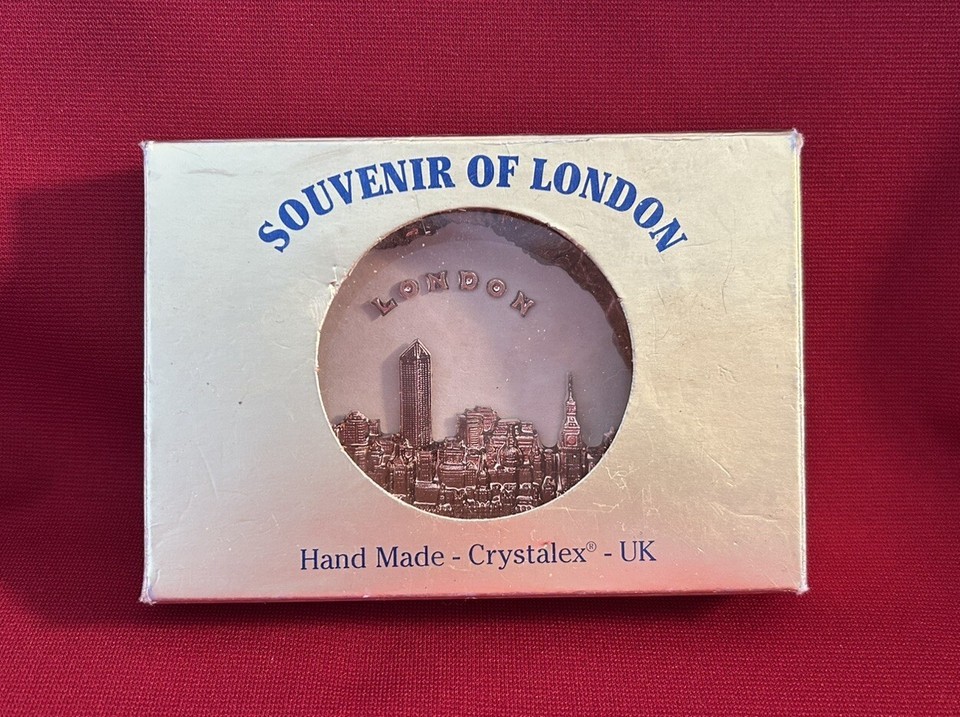 SOUVENIR OF LONDON
LONDON
Hand Made - Crystalex® - UK